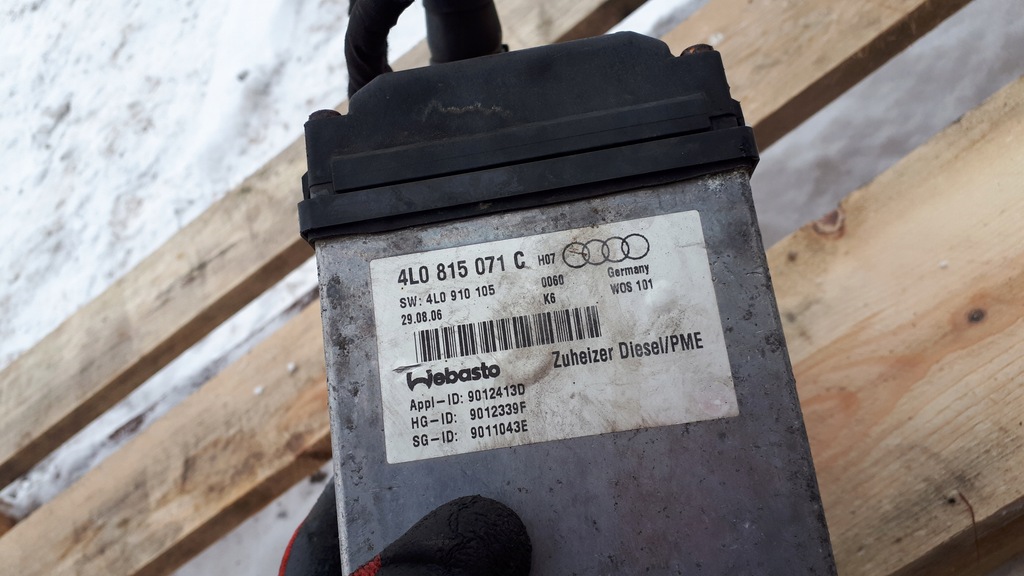 4L0 815 071 C H07
SW: 4L0 910 105 0060 Germany
29.08.06 K6 WOS 101
Webasto Zuheizer Diesel/PME
Appl-ID: 9012413D
HG-ID: 9012339F
SG-ID: 9011043E